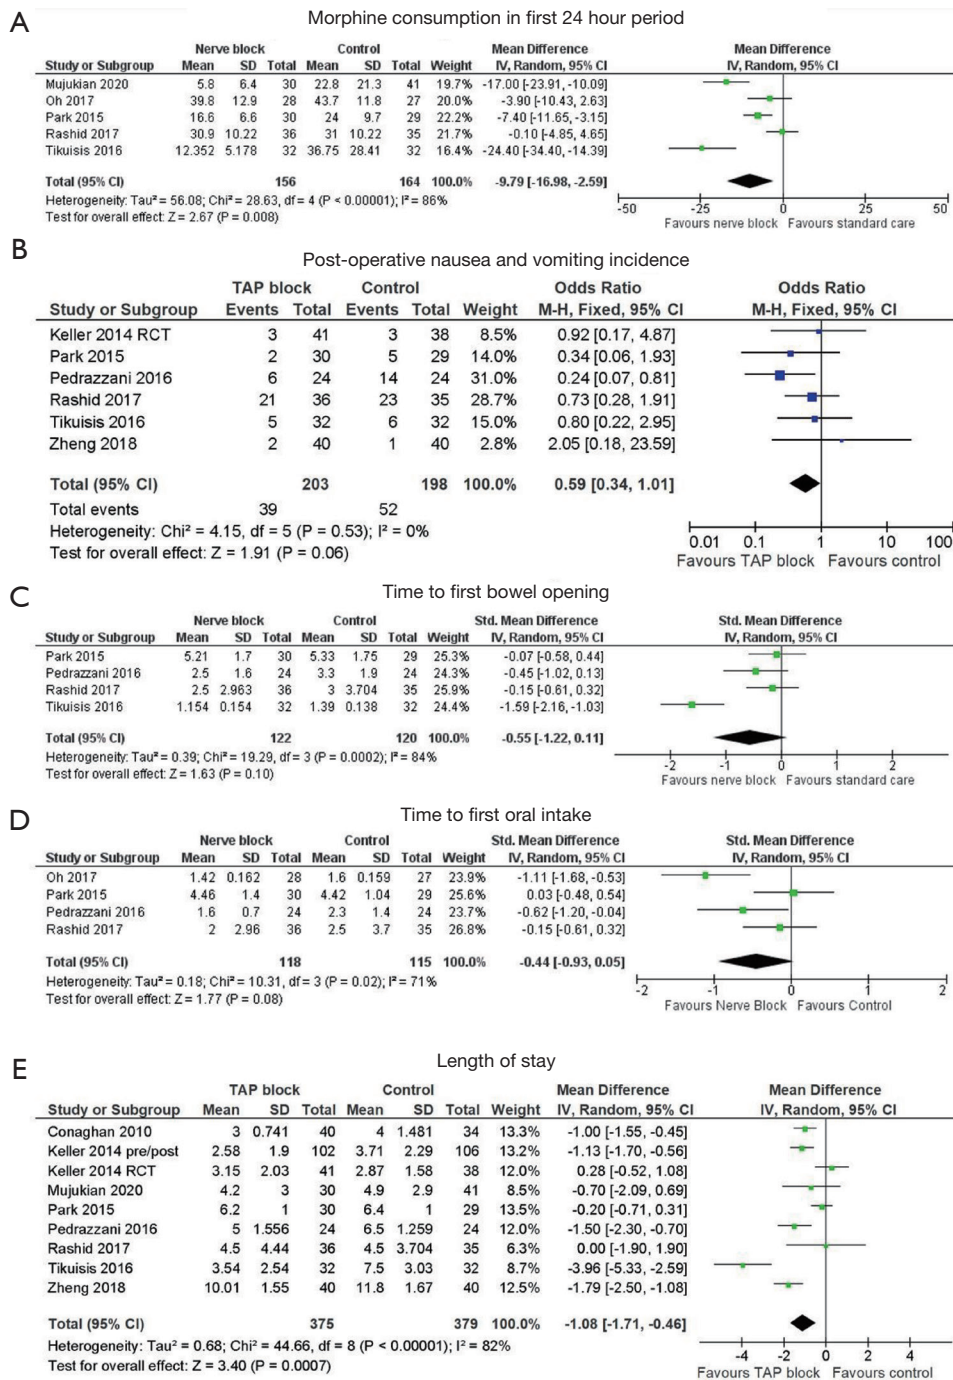 A
Morphine consumption in first 24 hour period
Nerve block Control Mean Difference Mean Difference
Study or Subgroup Mean SD Total Mean SD Total Weight IV, Random, 95% CI IV, Random, 95% CI
Mujukian 2020 5.8 6.4 30 22.8 21.3 41 19.7% -17.00 [-23.91, -10.09]
Oh 2017 39.8 12.9 28 43.7 11.8 27 20.0% -3.90 [-10.43, 2.63]
Park 2015 16.6 6.6 30 24 9.7 29 22.2% -7.40 [-11.65, -3.15]
Rashid 2017 30.9 10.22 36 31 10.22 35 21.7% -0.10 [-4.85, 4.65]
Tikuisis 2016 12.352 5.178 32 36.75 28.41 32 16.4% -24.40 [-34.40, -14.39]
Total (95% CI) 156 164 100.0% -9.79 [-16.98, -2.59]
Heterogeneity: Tau² = 56.08; Chi² = 28.63, df = 4 (P < 0.00001); I² = 86%
Test for overall effect: Z = 2.67 (P = 0.008)
-50 -25 0 25 50
Favours nerve block Favours standard care
B
Post-operative nausea and vomiting incidence
TAP block Control Odds Ratio Odds Ratio
Study or Subgroup Events Total Events Total Weight M-H, Fixed, 95% CI M-H, Fixed, 95% CI
Keller 2014 RCT 3 41 3 38 8.5% 0.92 [0.17, 4.87]
Park 2015 2 30 5 29 14.0% 0.34 [0.06, 1.93]
Pedrazzani 2016 6 24 14 24 31.0% 0.24 [0.07, 0.81]
Rashid 2017 21 36 23 35 28.7% 0.73 [0.28, 1.91]
Tikuisis 2016 5 32 6 32 15.0% 0.80 [0.22, 2.95]
Zheng 2018 2 40 1 40 2.8% 2.05 [0.18, 23.59]
Total (95% CI) 203 198 100.0% 0.59 [0.34, 1.01]
Total events 39 52
Heterogeneity: Chi² = 4.15, df = 5 (P = 0.53); I² = 0%
Test for overall effect: Z = 1.91 (P = 0.06)
0.01 0.1 1 10 100
Favours TAP block Favours control
C
Time to first bowel opening
Nerve block Control Std. Mean Difference Std. Mean Difference
Study or Subgroup Mean SD Total Mean SD Total Weight IV, Random, 95% CI IV, Random, 95% CI
Park 2015 5.21 1.7 30 5.33 1.75 29 25.3% -0.07 [-0.58, 0.44]
Pedrazzani 2016 2.5 1.6 24 3.3 1.9 24 24.3% -0.45 [-1.02, 0.13]
Rashid 2017 2.5 2.963 36 3 3.704 35 25.9% -0.15 [-0.61, 0.32]
Tikuisis 2016 1.154 0.154 32 1.39 0.138 32 24.4% -1.59 [-2.16, -1.03]
Total (95% CI) 122 120 100.0% -0.55 [-1.22, 0.11]
Heterogeneity: Tau² = 0.39; Chi² = 19.29, df = 3 (P = 0.0002); I² = 84%
Test for overall effect: Z = 1.63 (P = 0.10)
-2 -1 0 1 2
Favours nerve block Favours standard care
D
Time to first oral intake
Nerve block Control Std. Mean Difference Std. Mean Difference
Study or Subgroup Mean SD Total Mean SD Total Weight IV, Random, 95% CI IV, Random, 95% CI
Oh 2017 1.42 0.162 28 1.6 0.159 27 23.9% -1.11 [-1.68, -0.53]
Park 2015 4.46 1.4 30 4.42 1.04 29 25.6% 0.03 [-0.48, 0.54]
Pedrazzani 2016 1.6 0.7 24 2.3 1.4 24 23.7% -0.62 [-1.20, -0.04]
Rashid 2017 2 2.96 36 2.5 3.7 35 26.8% -0.15 [-0.61, 0.32]
Total (95% CI) 118 115 100.0% -0.44 [-0.93, 0.05]
Heterogeneity: Tau² = 0.18; Chi² = 10.31, df = 3 (P = 0.02); I² = 71%
Test for overall effect: Z = 1.77 (P = 0.08)
-2 -1 0 1 2
Favours Nerve Block Favours Control
E
Length of stay
TAP block Control Mean Difference Mean Difference
Study or Subgroup Mean SD Total Mean SD Total Weight IV, Random, 95% CI IV, Random, 95% CI
Conaghan 2010 3 0.741 40 4 1.481 34 13.3% -1.00 [-1.55, -0.45]
Keller 2014 pre/post 2.58 1.9 102 3.71 2.29 106 13.2% -1.13 [-1.70, -0.56]
Keller 2014 RCT 3.15 2.03 41 2.87 1.58 38 12.0% 0.28 [-0.52, 1.08]
Mujukian 2020 4.2 3 30 4.9 2.9 41 8.5% -0.70 [-2.09, 0.69]
Park 2015 6.2 1 30 6.4 1 29 13.5% -0.20 [-0.71, 0.31]
Pedrazzani 2016 5 1.556 24 6.5 1.259 24 12.0% -1.50 [-2.30, -0.70]
Rashid 2017 4.5 4.44 36 4.5 3.704 35 6.3% 0.00 [-1.90, 1.90]
Tikuisis 2016 3.54 2.54 32 7.5 3.03 32 8.7% -3.96 [-5.33, -2.59]
Zheng 2018 10.01 1.55 40 11.8 1.67 40 12.5% -1.79 [-2.50, -1.08]
Total (95% CI) 375 379 100.0% -1.08 [-1.71, -0.46]
Heterogeneity: Tau² = 0.68; Chi² = 44.66, df = 8 (P < 0.00001); I² = 82%
Test for overall effect: Z = 3.40 (P = 0.0007)
-4 -2 0 2 4
Favours TAP block Favours control